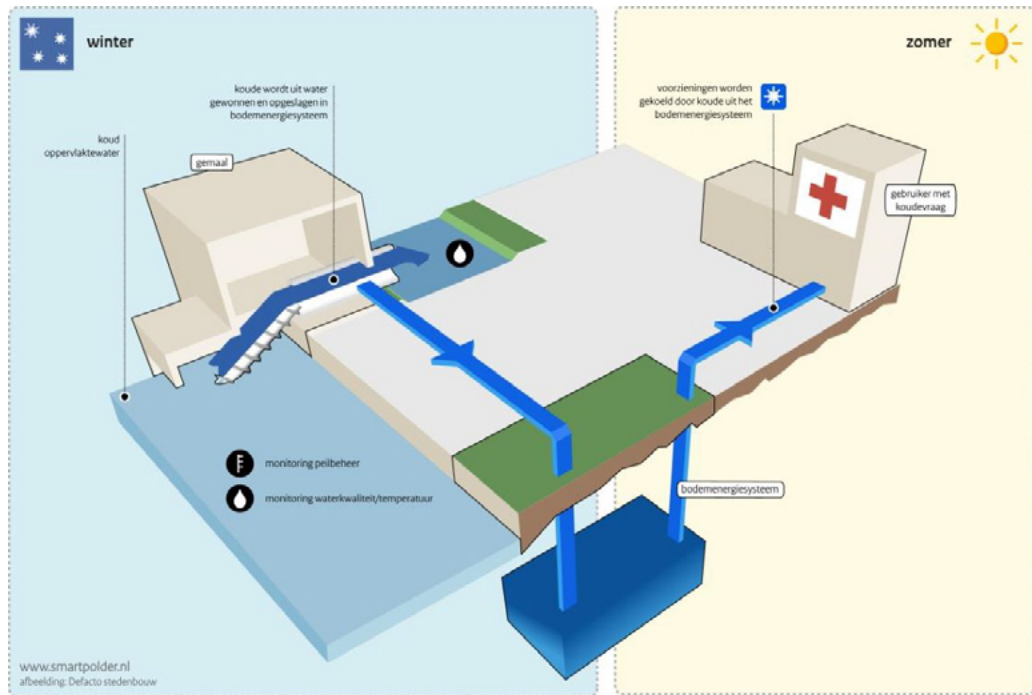 winter
zomer
koude wordt uit water
gewonnen en opgeslagen in
bodemenergiesysteem
voorzieningen worden
gekoeld door koude uit het
bodemenergiesysteem
koud
oppervlaktewater
gemaal
gebruiker met
koudevraag
monitoring peilbeheer
monitoring waterkwaliteit/temperatuur
bodemenergiesysteem
www.smartpolder.nl
afbeelding: Defacto stedenbouw